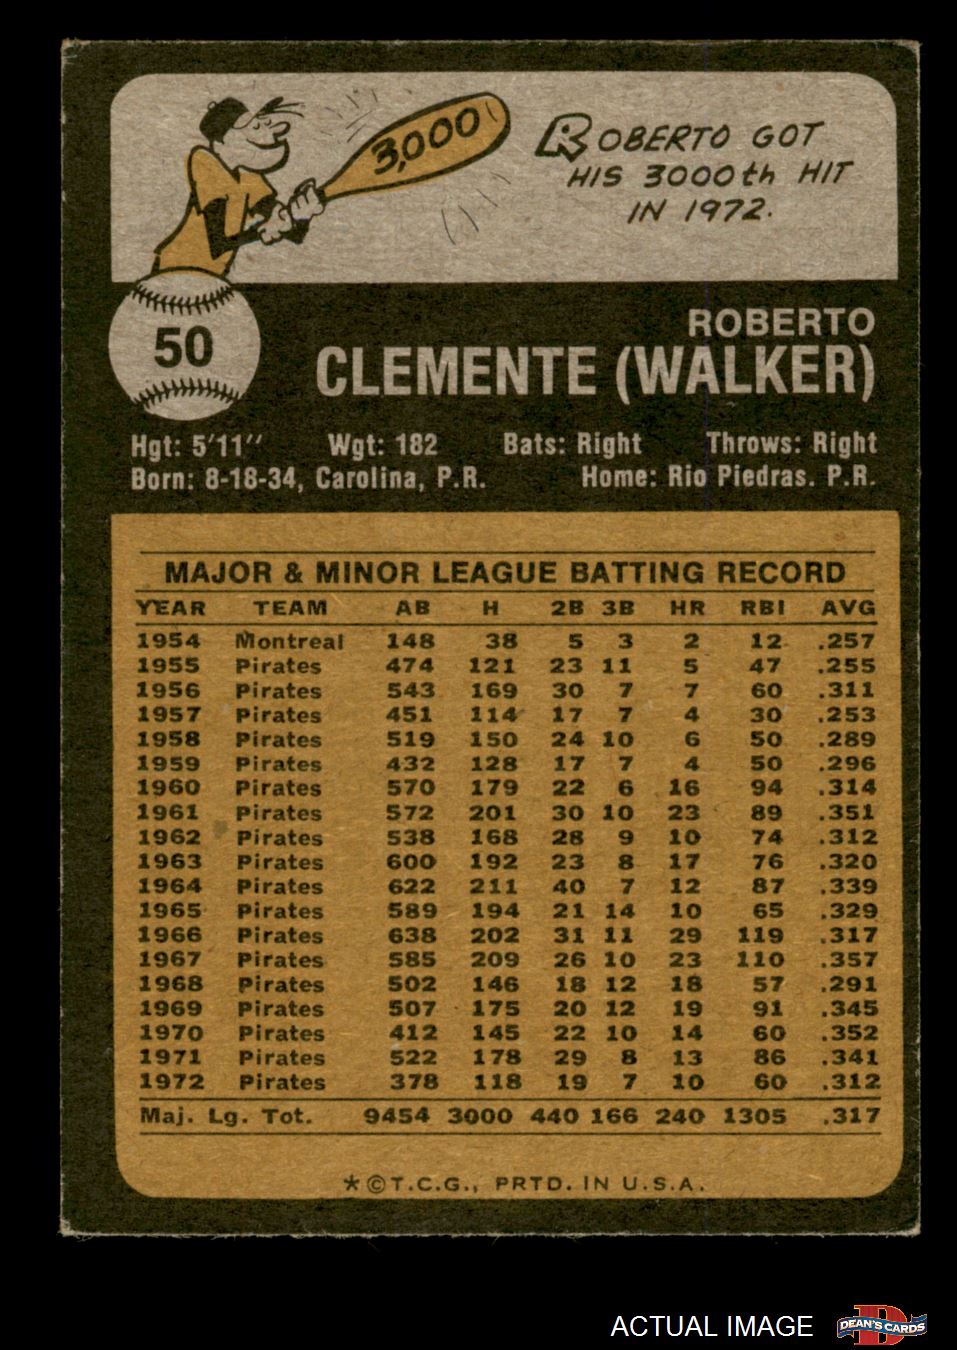 3,000
ROBERTO GOT
HIS 3000th HIT
IN 1972.
50
ROBERTO
CLEMENTE (WALKER)
Hgt: 5'11" Wgt: 182 Bats: Right Throws: Right
Born: 8-18-34, Carolina, P.R. Home: Rio Piedras. P.R.
MAJOR & MINOR LEAGUE BATTING RECORD
YEAR TEAM AB H 2B 3B HR RBI AVG
1954 Montreal 148 38 5 3 2 12 .257
1955 Pirates 474 121 23 11 5 47 .255
1956 Pirates 543 169 30 7 7 60 .311
1957 Pirates 451 114 17 7 4 30 .253
1958 Pirates 519 150 24 10 6 50 .289
1959 Pirates 432 128 17 7 4 50 .296
1960 Pirates 570 179 22 6 16 94 .314
1961 Pirates 572 201 30 10 23 89 .351
1962 Pirates 538 168 28 9 10 74 .312
1963 Pirates 600 192 23 8 17 76 .320
1964 Pirates 622 211 40 7 12 87 .339
1965 Pirates 589 194 21 14 10 65 .329
1966 Pirates 638 202 31 11 29 119 .317
1967 Pirates 585 209 26 10 23 110 .357
1968 Pirates 502 146 18 12 18 57 .291
1969 Pirates 507 175 20 12 19 91 .345
1970 Pirates 412 145 22 10 14 60 .352
1971 Pirates 522 178 29 8 13 86 .341
1972 Pirates 378 118 19 7 10 60 .312
Maj. Lg. Tot. 9454 3000 440 166 240 1305 .317
*©T.C.G., PRTD. IN U.S.A.
ACTUAL IMAGE
D
DEAN'S CARDS